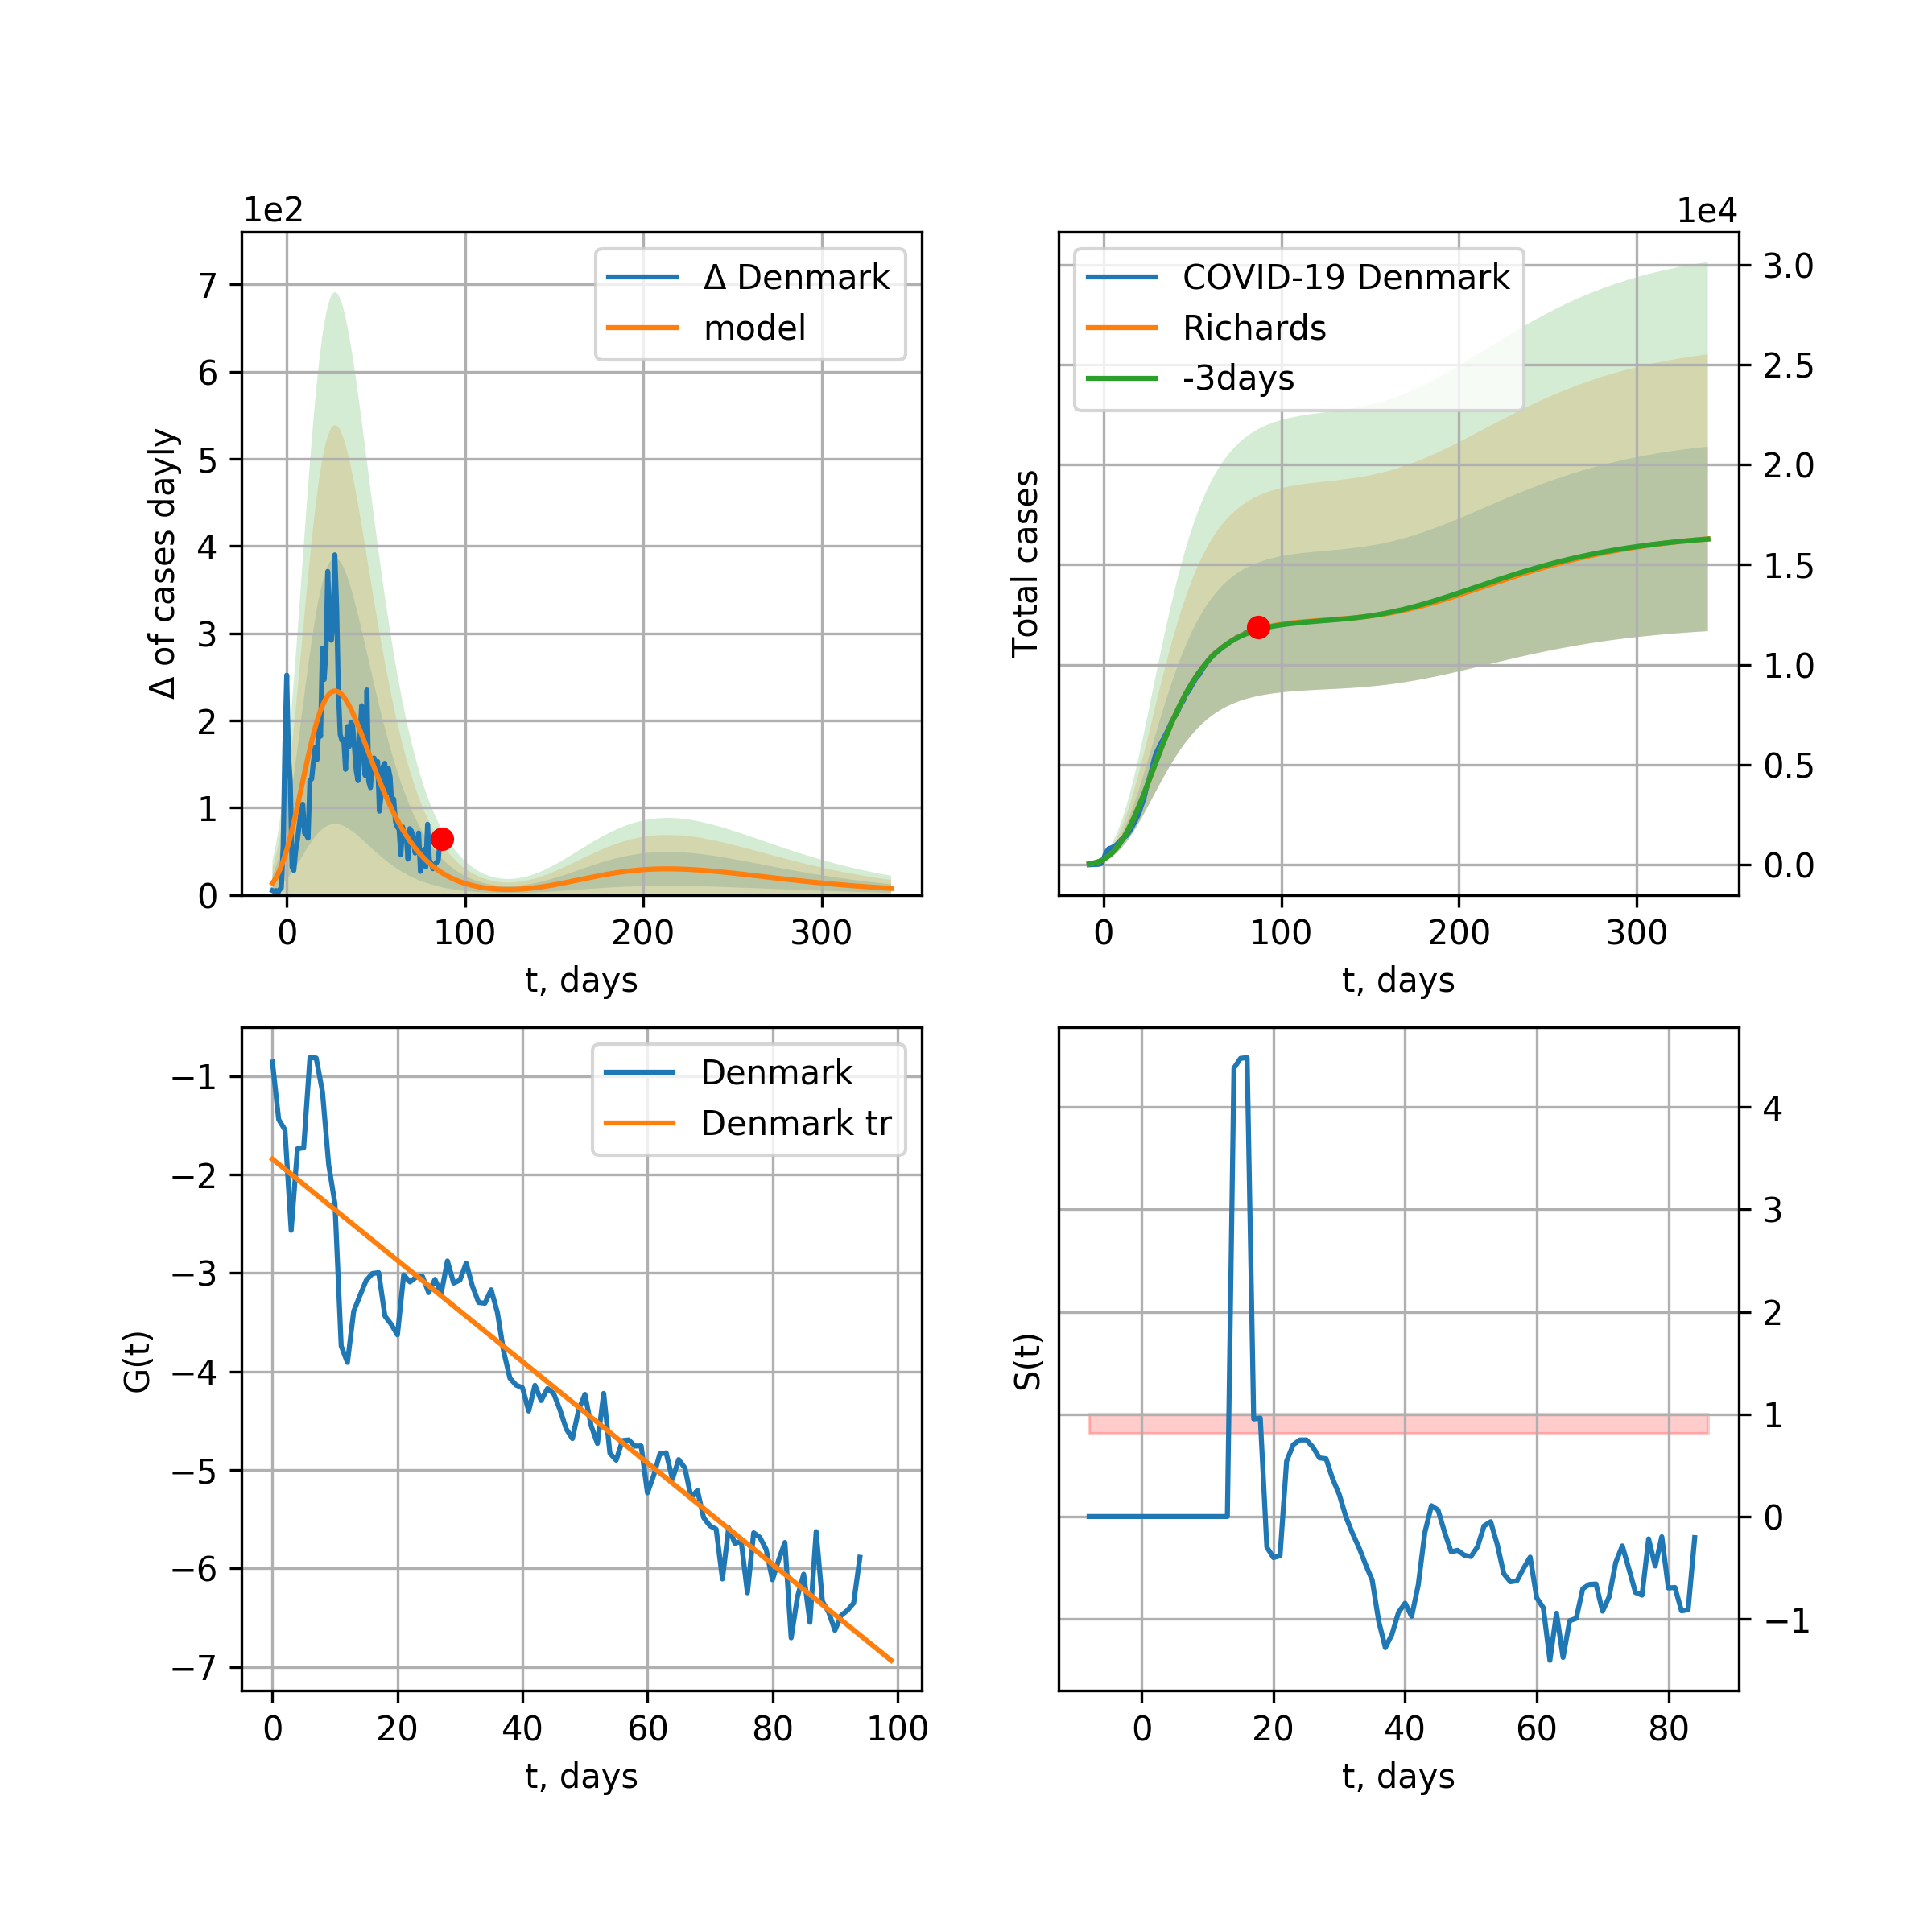 1e2
7
6
5
4
3
2
1
0
Δ of cases dayly
Δ Denmark
model
0 100 200 300
t, days
1e4
Total cases
COVID-19 Denmark
Richards
-3days
3.0
2.5
2.0
1.5
1.0
0.5
0.0
0 100 200 300
t, days
−1
−2
−3
−4
−5
−6
−7
G(t)
Denmark
Denmark tr
0 20 40 60 80 100
t, days
S(t)
4
3
2
1
0
−1
0 20 40 60 80
t, days